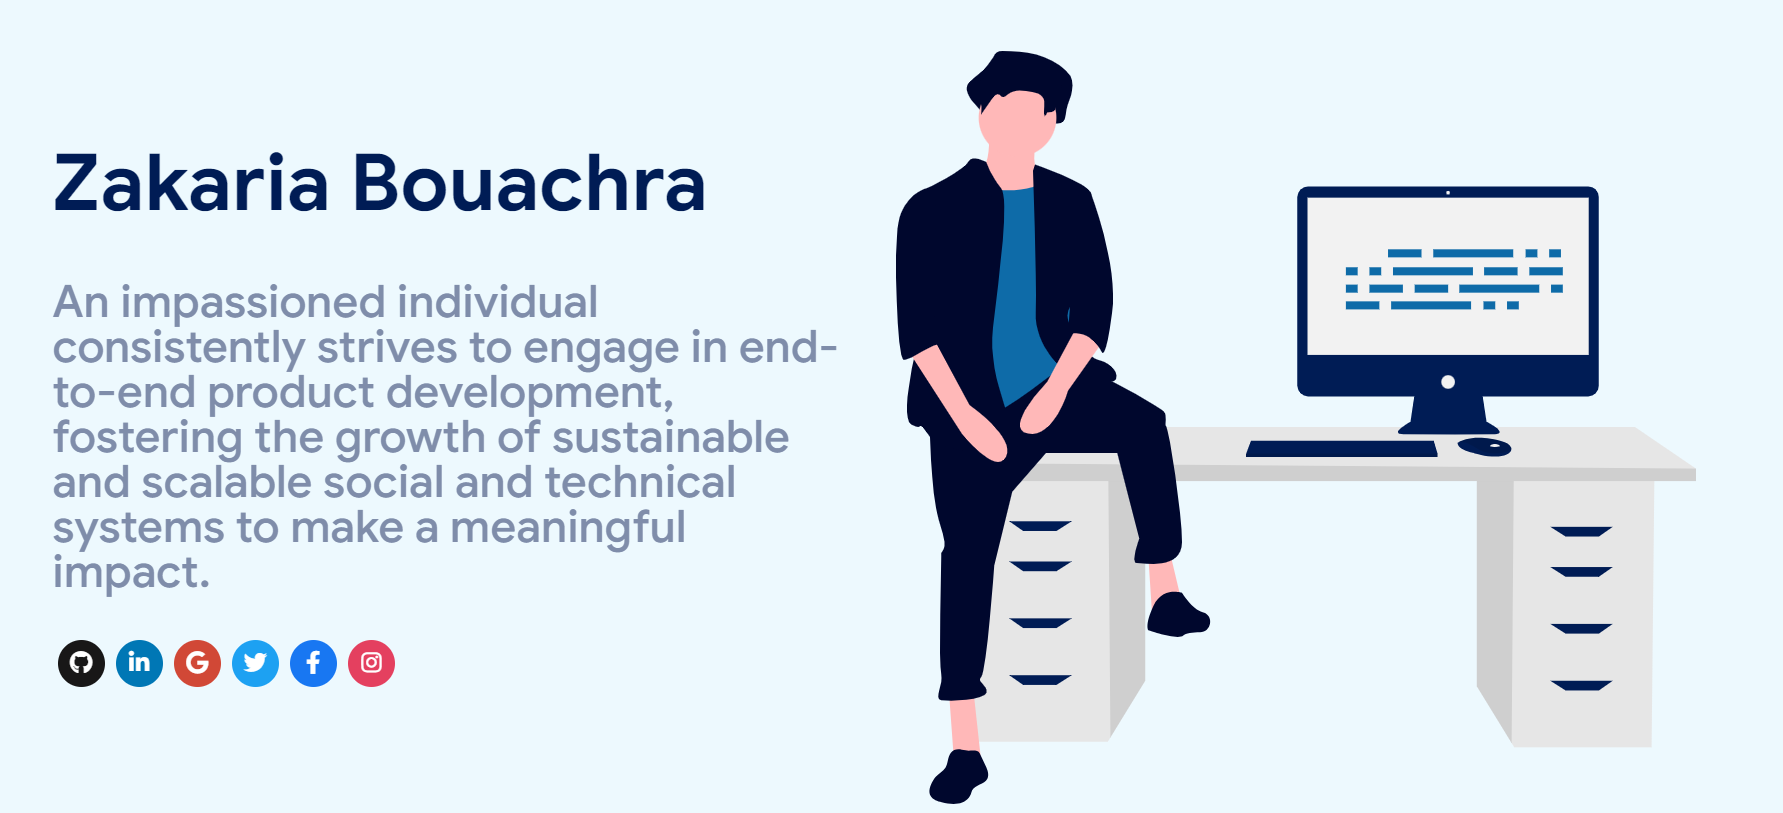 Zakaria Bouachra
An impassioned individual
consistently strives to engage in end-
to-end product development,
fostering the growth of sustainable
and scalable social and technical
systems to make a meaningful
impact.